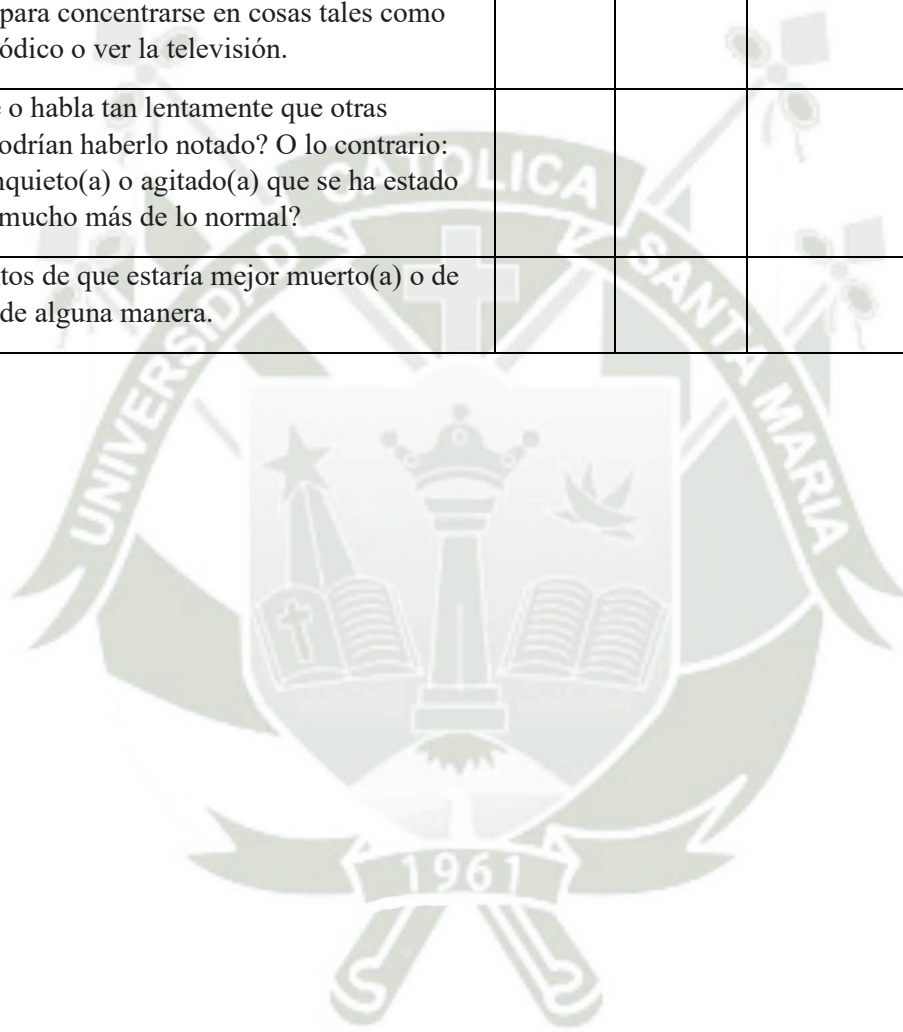 para concentrarse en cosas tales como
ódico o ver la televisión.
o habla tan lentamente que otras
odrían haberlo notado? O lo contrario:
nquieto(a) o agitado(a) que se ha estado
mucho más de lo normal?
tos de que estaría mejor muerto(a) o de
de alguna manera.
UNIVERSIDAD CATOLICA SANTA MARIA
1961